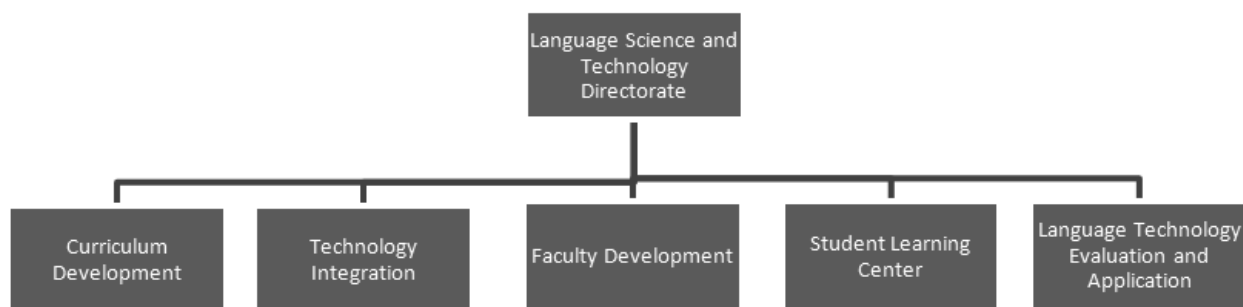 Language Science and
Technology
Directorate
Curriculum
Development
Technology
Integration
Faculty Development
Student Learning
Center
Language Technology
Evaluation and
Application